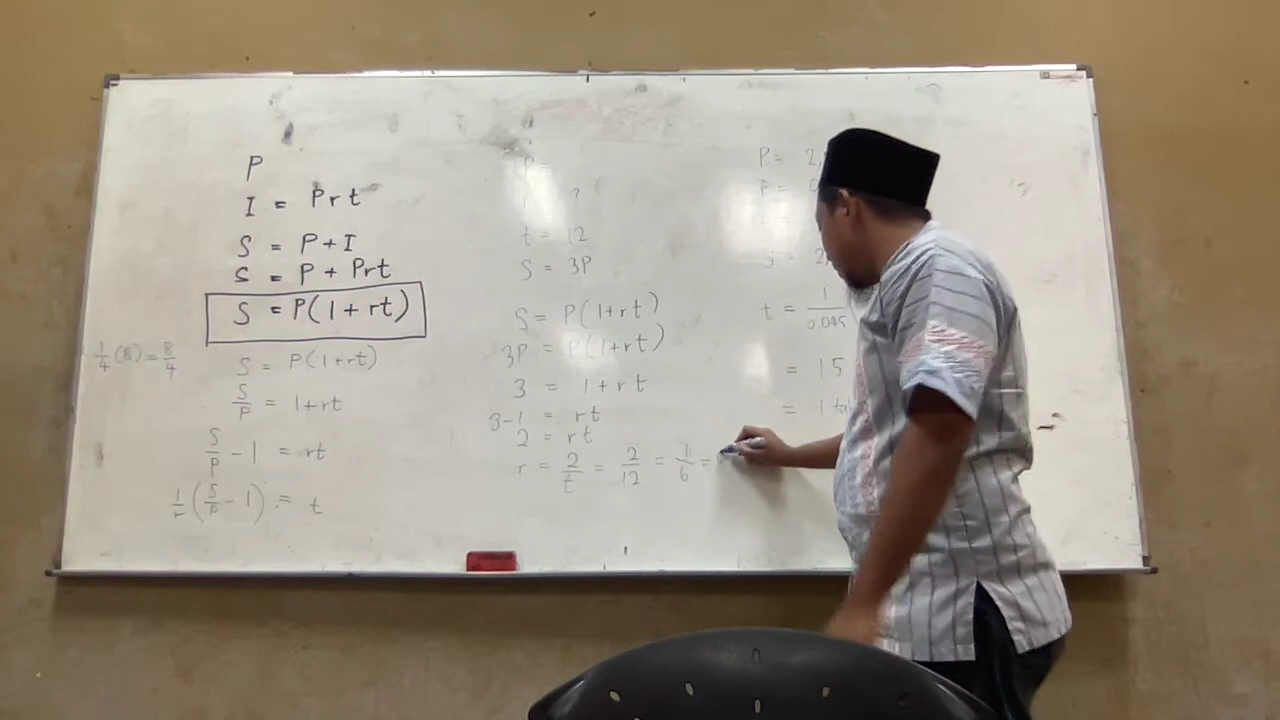 P
I = Prt
S = P + I
S = P + Prt
S = P(1 + rt)
S = P(1+rt)
S/P = 1+rt
S/P - 1 = rt
1/r (S/P - 1) = t
1/4 (8) = 8/4
P =
?
t = 12
S = 3P
S = P(1+rt)
3P = P(1+rt)
3 = 1 + rt
3-1 = rt
2 = rt
r = 2/t = 2/12 = 1/6 =
P = 2,
P =
t = 1/0.045
= 15
= 1